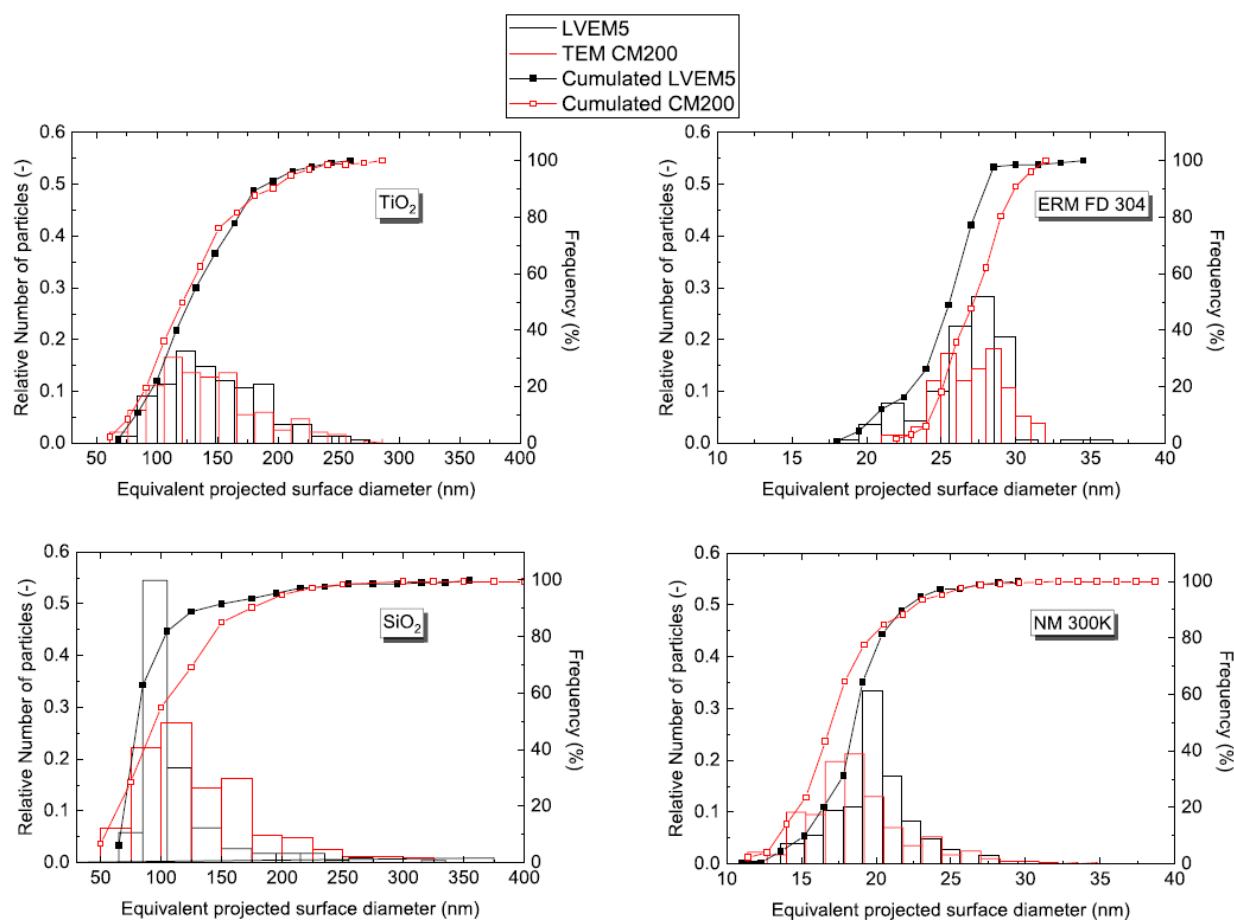 LVEM5
TEM CM200
Cumulated LVEM5
Cumulated CM200
0.6
0.5
0.4
0.3
0.2
0.1
0.0
Relative Number of particles (-)
TiO2
100
80
60
40
20
0
Frequency (%)
50 100 150 200 250 300 350 400
Equivalent projected surface diameter (nm)
0.6
0.5
0.4
0.3
0.2
0.1
0.0
Relative Number of particles (-)
ERM FD 304
100
80
60
40
20
0
Frequency (%)
10 15 20 25 30 35 40
Equivalent projected surface diameter (nm)
0.6
0.5
0.4
0.3
0.2
0.1
0.0
Relative Number of particles (-)
SiO2
100
80
60
40
20
0
Frequency (%)
50 100 150 200 250 300 350 400
Equivalent projected surface diameter (nm)
0.6
0.5
0.4
0.3
0.2
0.1
0.0
Relative Number of particles (-)
NM 300K
100
80
60
40
20
0
Frequency (%)
10 15 20 25 30 35 40
Equivalent projected surface diameter (nm)